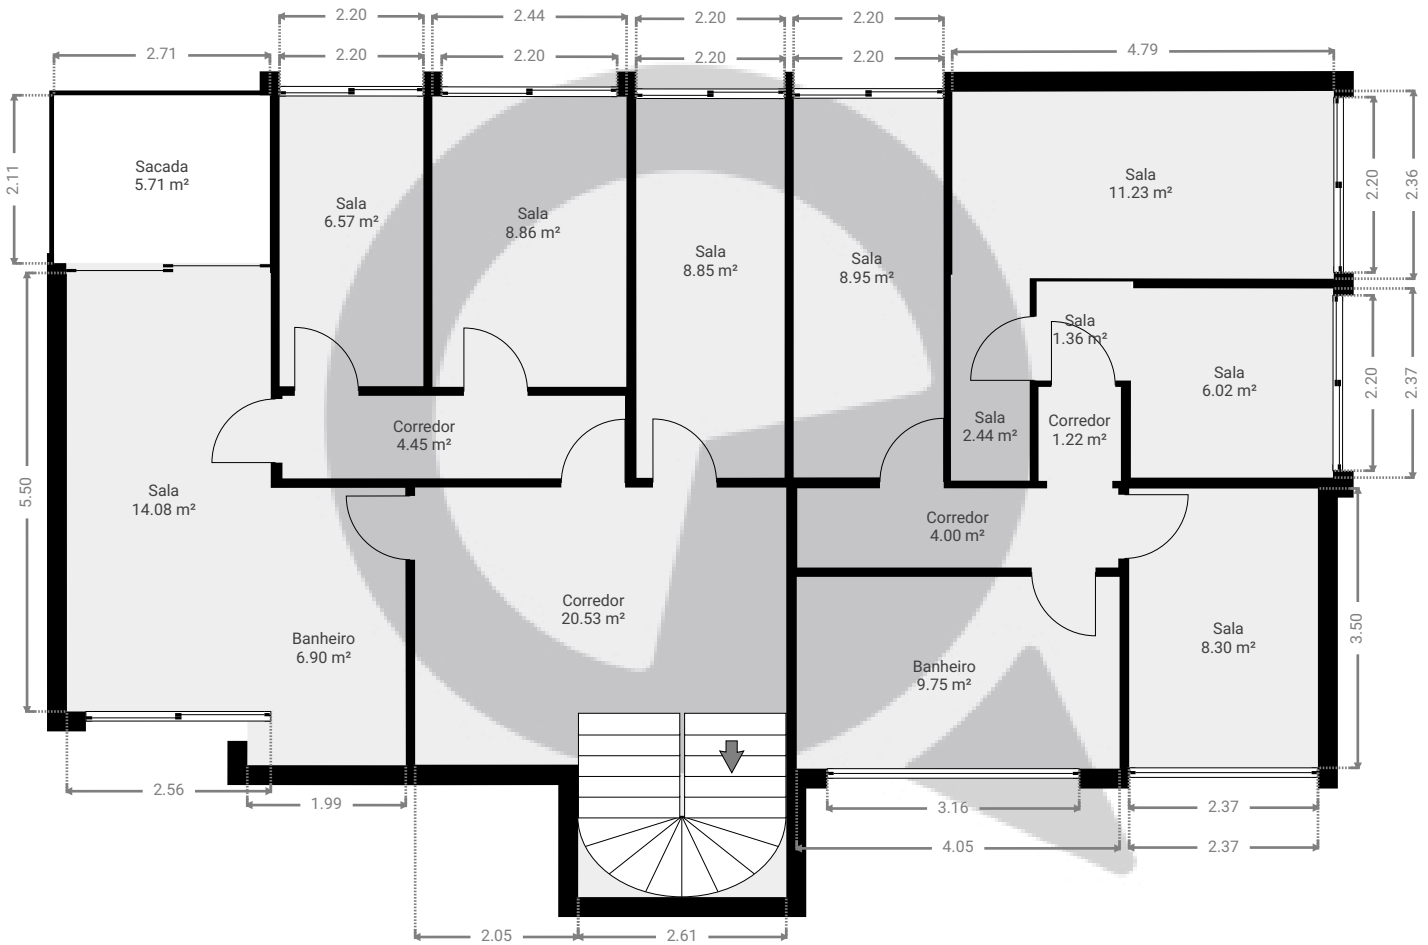 2.20
2.44
2.20
2.20
2.71
2.20
2.20
2.20
2.20
4.79
2.11
Sacada
5.71 m²
Sala
6.57 m²
Sala
8.86 m²
Sala
8.85 m²
Sala
8.95 m²
Sala
11.23 m²
2.20
2.36
Sala
1.36 m²
Sala
6.02 m²
2.20
2.37
Corredor
4.45 m²
Sala
2.44 m²
Corredor
1.22 m²
5.50
Sala
14.08 m²
Corredor
4.00 m²
Corredor
20.53 m²
Banheiro
6.90 m²
Banheiro
9.75 m²
Sala
8.30 m²
3.50
2.56
1.99
3.16
2.37
4.05
2.37
2.05
2.61